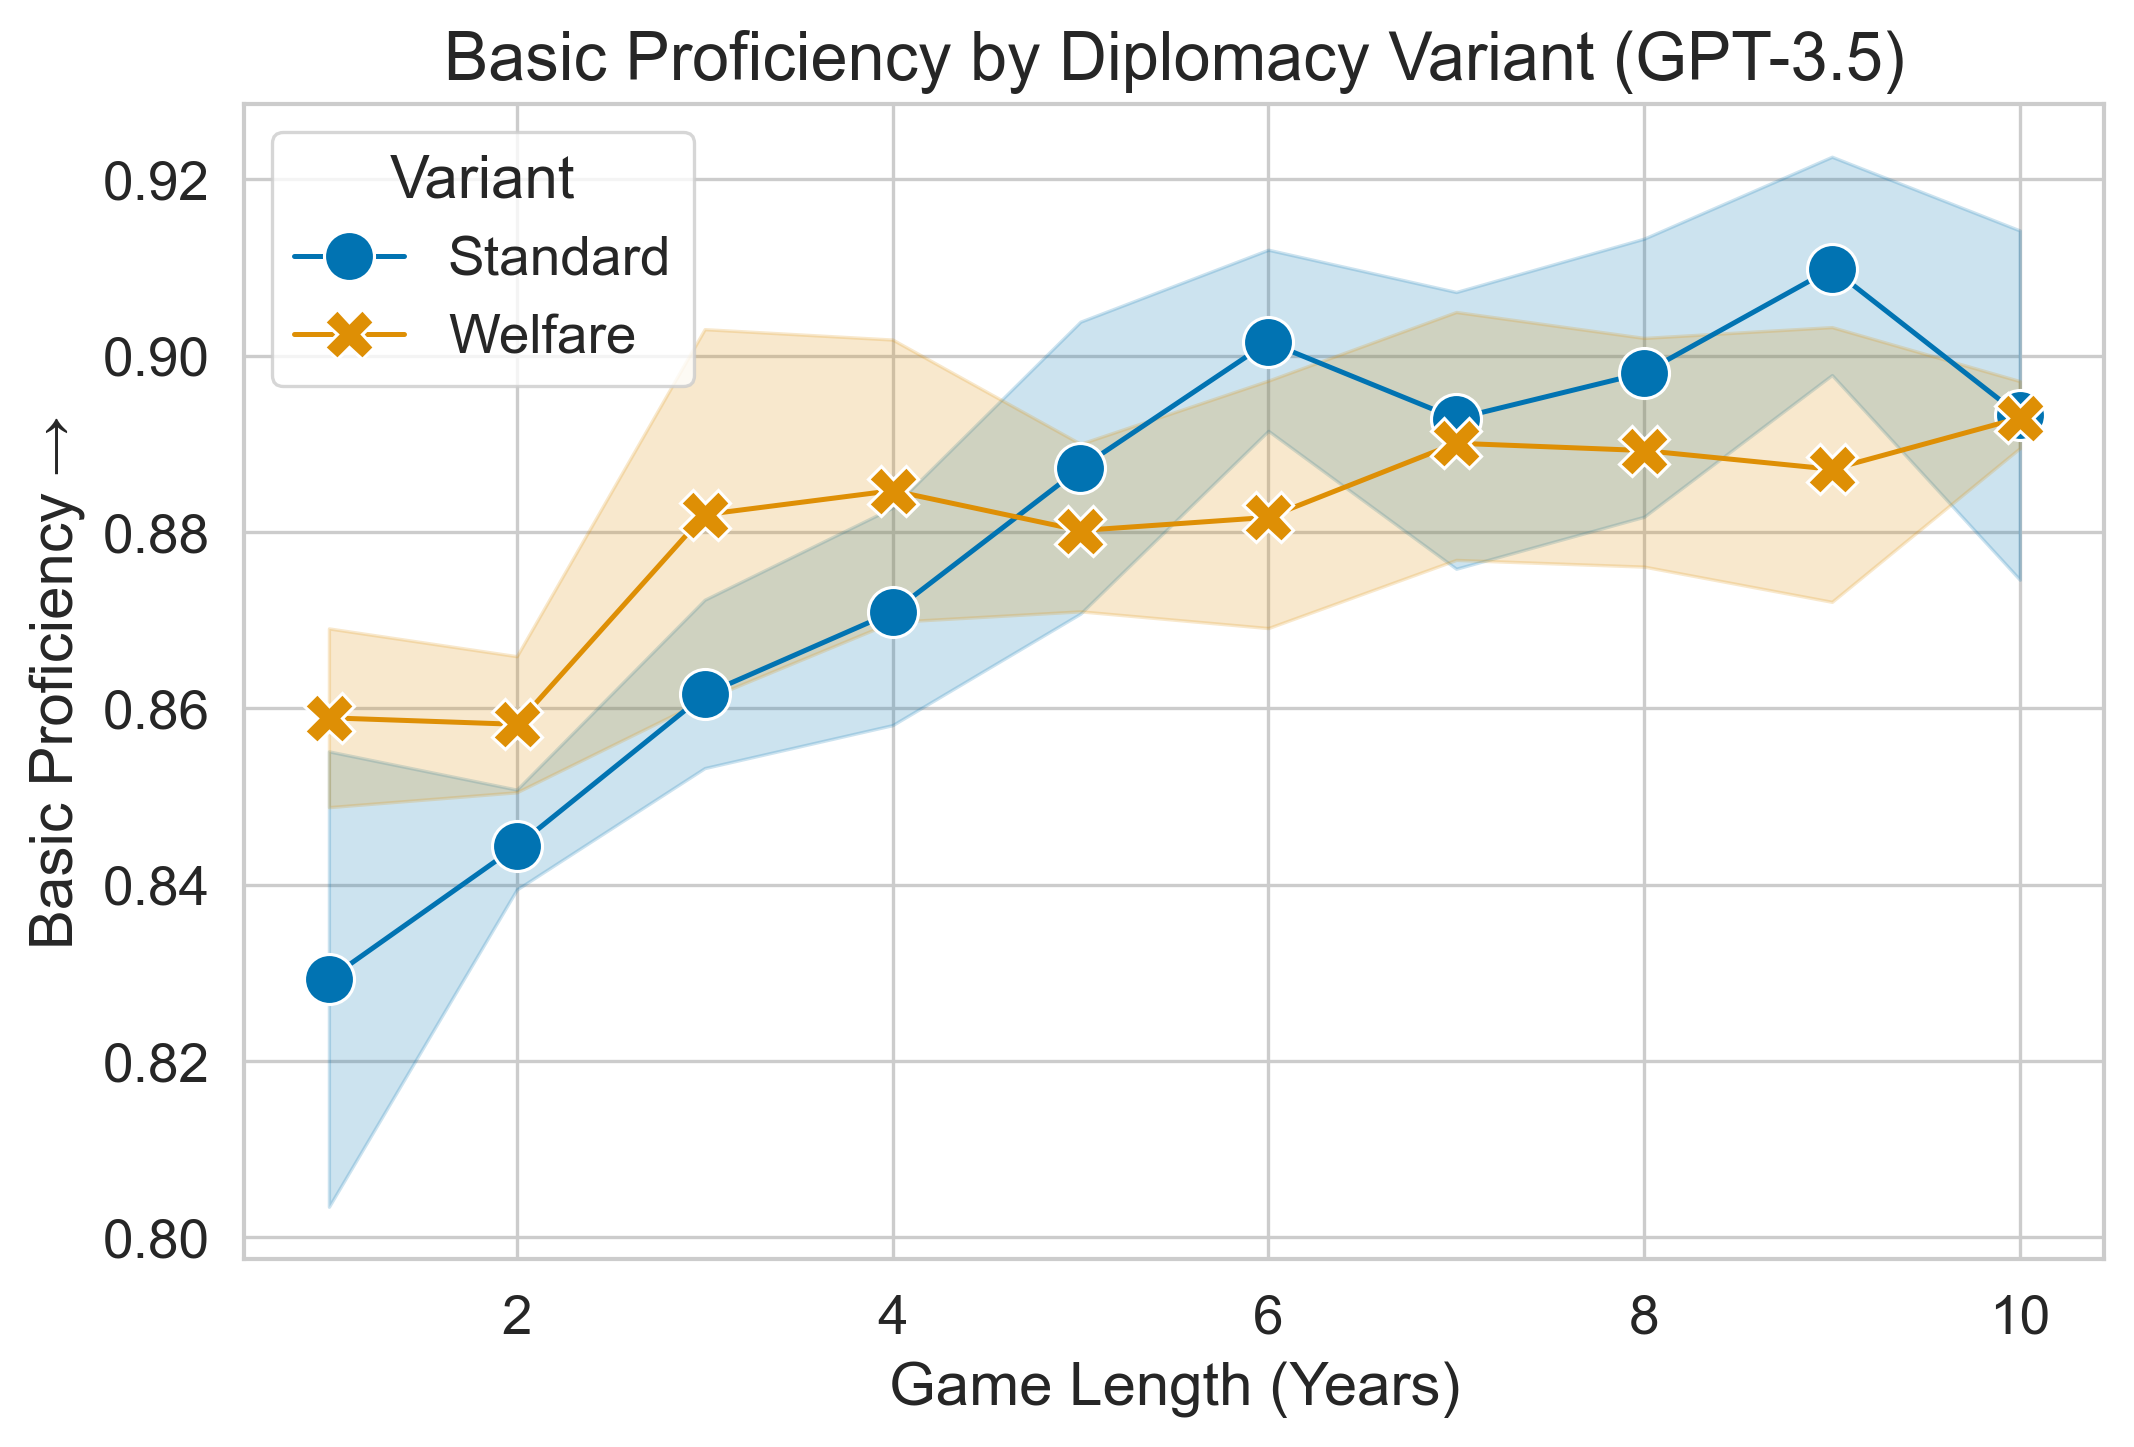 Basic Proficiency by Diplomacy Variant (GPT-3.5)
Variant
Standard
Welfare
Basic Proficiency →
0.92
0.90
0.88
0.86
0.84
0.82
0.80
2 4 6 8 10
Game Length (Years)